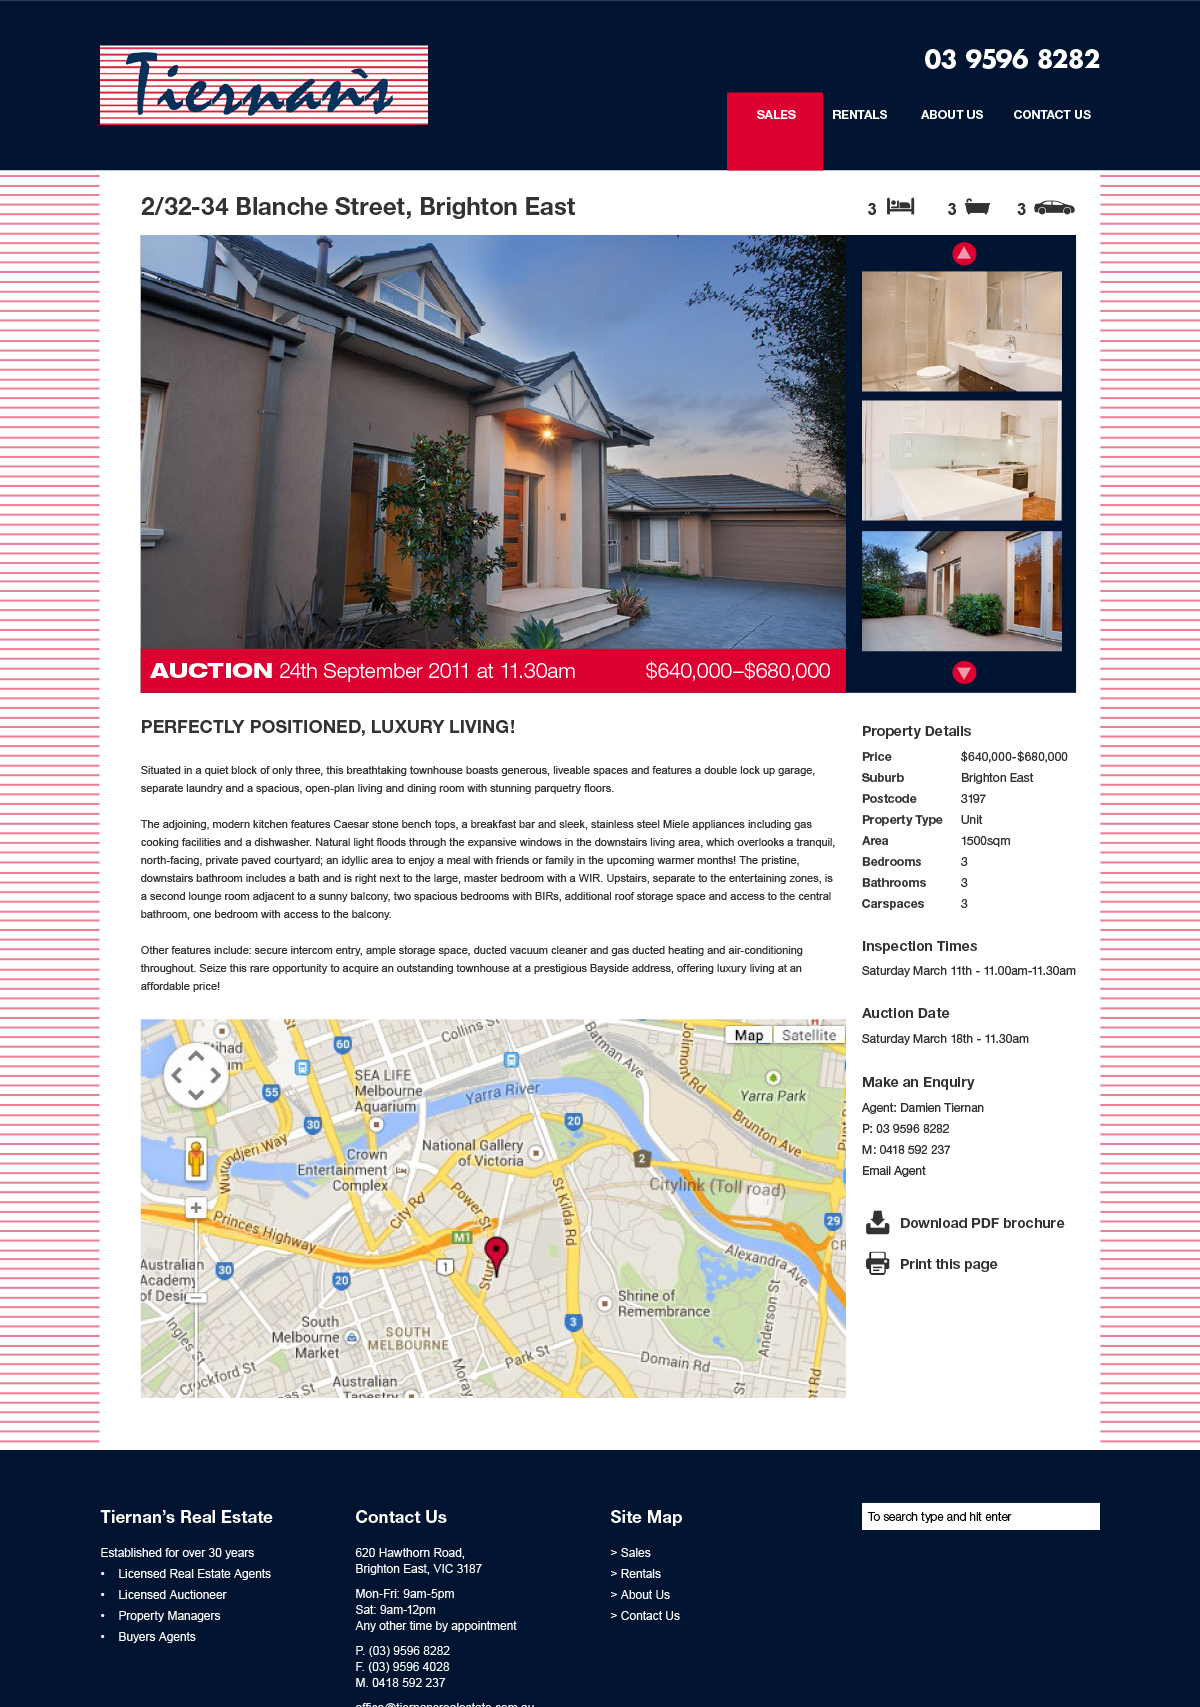 Tiernan's
03 9596 8282
SALES RENTALS ABOUT US CONTACT US
2/32-34 Blanche Street, Brighton East
3 3 3
AUCTION 24th September 2011 at 11.30am $640,000–$680,000
PERFECTLY POSITIONED, LUXURY LIVING!
Situated in a quiet block of only three, this breathtaking townhouse boasts generous, liveable spaces and features a double lock up garage,
separate laundry and a spacious, open-plan living and dining room with stunning parquetry floors.
The adjoining, modern kitchen features Caesar stone bench tops, a breakfast bar and sleek, stainless steel Miele appliances including gas
cooking facilities and a dishwasher. Natural light floods through the expansive windows in the downstairs living area, which overlooks a tranquil,
north-facing, private paved courtyard; an idyllic area to enjoy a meal with friends or family in the upcoming warmer months! The pristine,
downstairs bathroom includes a bath and is right next to the large, master bedroom with a WIR. Upstairs, separate to the entertaining zones, is
a second lounge room adjacent to a sunny balcony, two spacious bedrooms with BIRs, additional roof storage space and access to the central
bathroom, one bedroom with access to the balcony.
Other features include: secure intercom entry, ample storage space, ducted vacuum cleaner and gas ducted heating and air-conditioning
throughout. Seize this rare opportunity to acquire an outstanding townhouse at a prestigious Bayside address, offering luxury living at an
affordable price!
Property Details
Price $640,000-$680,000
Suburb Brighton East
Postcode 3197
Property Type Unit
Area 1500sqm
Bedrooms 3
Bathrooms 3
Carspaces 3
Inspection Times
Saturday March 11th - 11.00am-11.30am
Auction Date
Saturday March 18th - 11.30am
Make an Enquiry
Agent: Damien Tiernan
P: 03 9596 8282
M: 0418 592 237
Email Agent
Download PDF brochure
Print this page
Map Satellite
Collins St
Batman Ave
Jolimont Rd
60
55
30
SEA LIFE
Melbourne
Aquarium
Yarra River
Yarra Park
Brunton Ave
20
2
Wurundjeri Way
National Gallery
of Victoria
Crown
Entertainment
Complex
City Rd
Power St
St Kilda Rd
Citylink (Toll road)
29
Princes Highway
M1
1
Alexandra Ave
Australian
Academy
of Desig
30
20
Sturt
Shrine of
Remembrance
Anderson St
3
South
Melbourne
Market
SOUTH
MELBOURNE
Ingles St
Crockford St
Park St
Domain Rd
Moray
Australian
Tapestry
St
Tiernan's Real Estate
Established for over 30 years
• Licensed Real Estate Agents
• Licensed Auctioneer
• Property Managers
• Buyers Agents
Contact Us
620 Hawthorn Road,
Brighton East, VIC 3187
Mon-Fri: 9am-5pm
Sat: 9am-12pm
Any other time by appointment
P. (03) 9596 8282
F. (03) 9596 4028
M. 0418 592 237
office@tiernansrealestate.com.au
Site Map
> Sales
> Rentals
> About Us
> Contact Us
To search type and hit enter